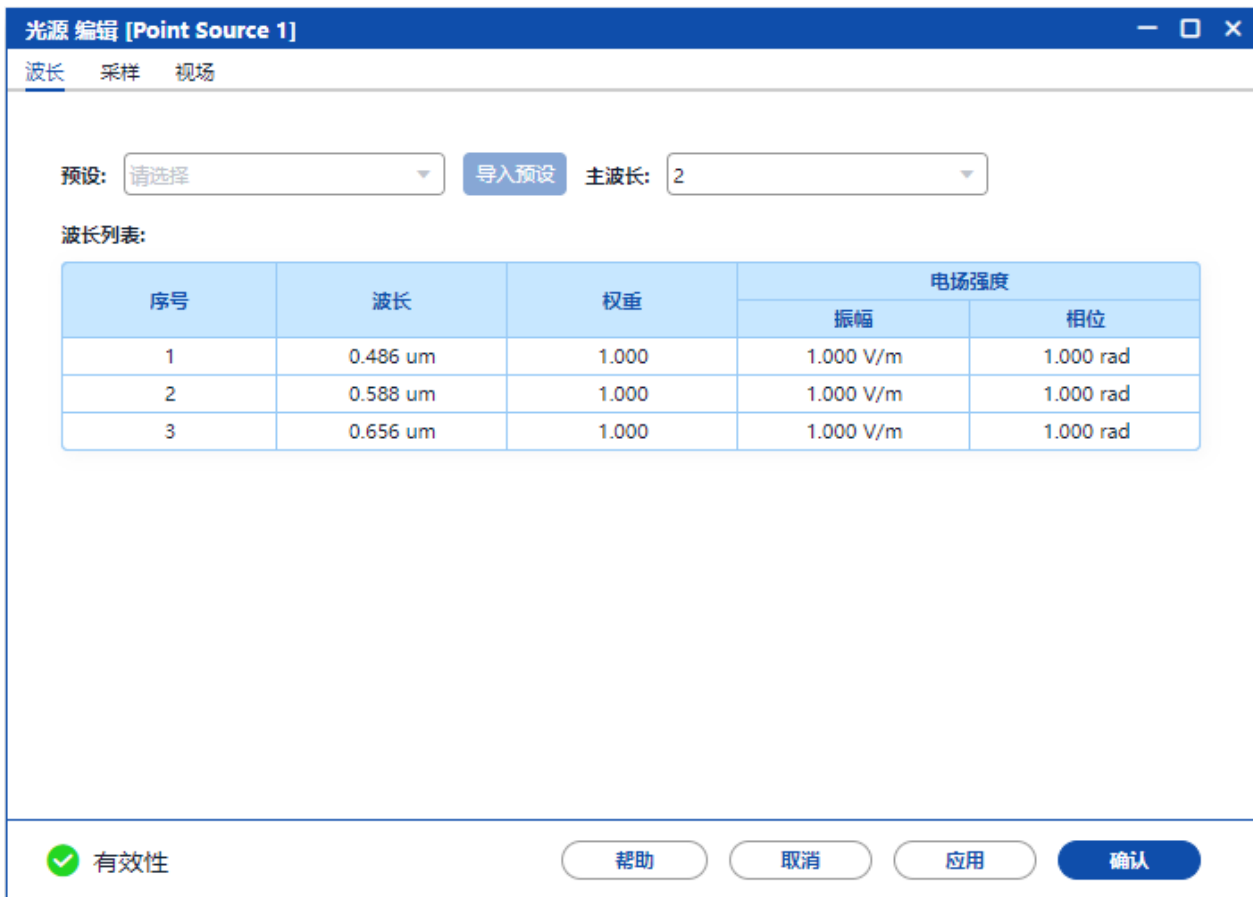 光源 编辑 [Point Source 1]
波长 采样 视场
预设: 请选择 导入预设 主波长: 2
波长列表:
序号 波长 权重 电场强度
振幅 相位
1 0.486 um 1.000 1.000 V/m 1.000 rad
2 0.588 um 1.000 1.000 V/m 1.000 rad
3 0.656 um 1.000 1.000 V/m 1.000 rad
有效性 帮助 取消 应用 确认